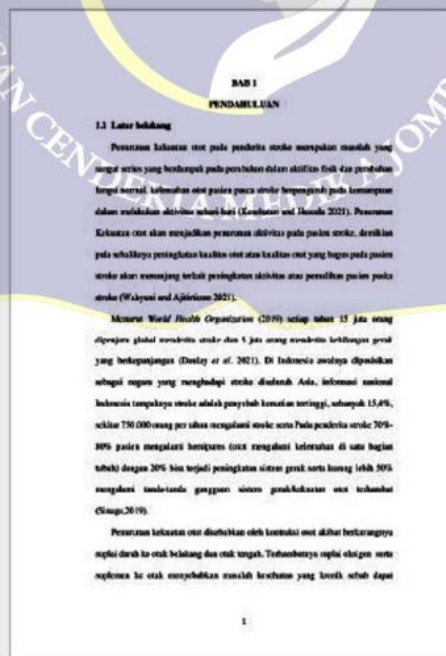 AN CENDEKIA MEDIKA JOM
BAB 1
PENDAHULUAN
1.1 Latar belakang
Penurunan kekuatan otot pada penderita stroke merupakan masalah yang
sangat serius yang berdampak pada perubahan dalam aktifitas fisik dan perubahan
fungsi normal. kelemahan otot pasien pasca stroke berpengaruh pada kemampuan
dalam melakukan aktivitas sehari-hari (Kesehatan and Husada 2021). Penurunan
Kekuatan otot akan menjadikan penurunan aktivitas pada pasien stroke, demikian
pula sebaliknya peningkatan kualitas otot atau kualitas otot yang bagus pada pasien
stroke akan menunjang terkait peningkatan aktivitas atau pemulihan pasien paska
stroke (Wahyuni and 2021).
Menurut World Health Organization (2019) setiap tahun 15 juta orang
global menderita stroke dan 5 juta orang menderita kehilangan gerak
yang berkepanjangan (Daulay et al. 2021). Di Indonesia awalnya diposisikan
sebagai negara yang menghadapi stroke diseluruh Asia, informasi nasional
Indonesia tampaknya stroke adalah penyebab kematian tertinggi, sebanyak 15,4%,
sekitar 750.000 orang per tahun mengalami stroke serta Pada penderita stroke 70%-
80% pasien mengalami hemipares (otot mengalami kelemahan di satu bagian
tubuh) dengan 20% bisa terjadi peningkatan sistem gerak serta kurang lebih 50%
mengalami tanda-tanda gangguan sistem gerak/kekuatan otot terhambat
(Sinaga,2019).
Penurunan kekuatan otot disebabkan oleh kontraksi otot akibat berkurangnya
suplai darah ke otak belakang dan otak tengah. Terhambatnya suplai oksigen serta
suplemen ke otak menyebabkan masalah kesehatan yang kronik sebab dapat
1